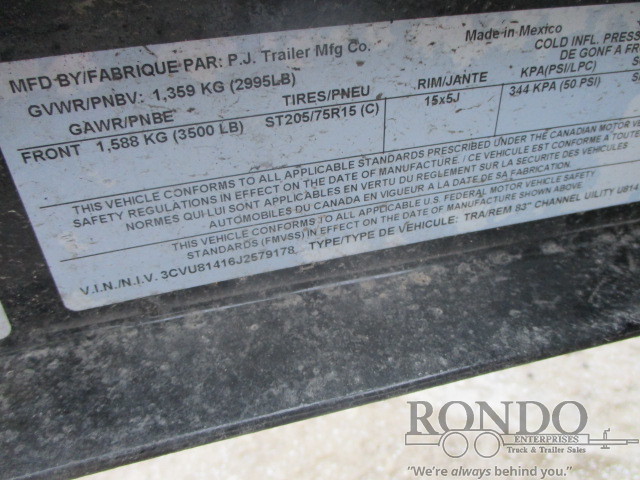 Made in Mexico
MFD BY/FABRIQUE PAR: P.J. Trailer Mfg Co.
COLD INFL. PRESS
DE GONF A FR
GVWR/PNBV: 1,359 KG (2995LB)
GAWR/PNBE TIRES/PNEU RIM/JANTE KPA(PSI/LPC)
FRONT 1,588 KG (3500 LB) ST205/75R15 (C) 15x5J 344 KPA (50 PSI)
THIS VEHICLE CONFORMS TO ALL APPLICABLE STANDARDS PRESCRIBED UNDER THE CANADIAN MOTOR VE
SAFETY REGULATIONS IN EFFECT ON THE DATE OF MANUFACTURE. / CE VEHICULE EST CONFORME A TOU
NORMES QUI-LUI SONT APPLICABLES EN VERTU DU REGLEMENT SUR LA SECURITE DES VEHICULES
AUTOMOBILES DU CANADA EN VIGUEUR A LA DATE DE SA FABRICATION.
THIS VEHICLE CONFORMS TO ALL APPLICABLE U.S. FEDERAL MOTOR VEHICLE SAFETY
STANDARDS (FMVSS) IN EFFECT ON THE DATE OF MANUFACTURE SHOWN ABOVE.
V.I.N./N.I.V. 3CVU81416J2579178 TYPE/TYPE DE VEHICULE: TRA/REM 83" CHANNEL UILITY U81
RONDO
ENTERPRISES
Truck & Trailer Sales
"We're always behind you."